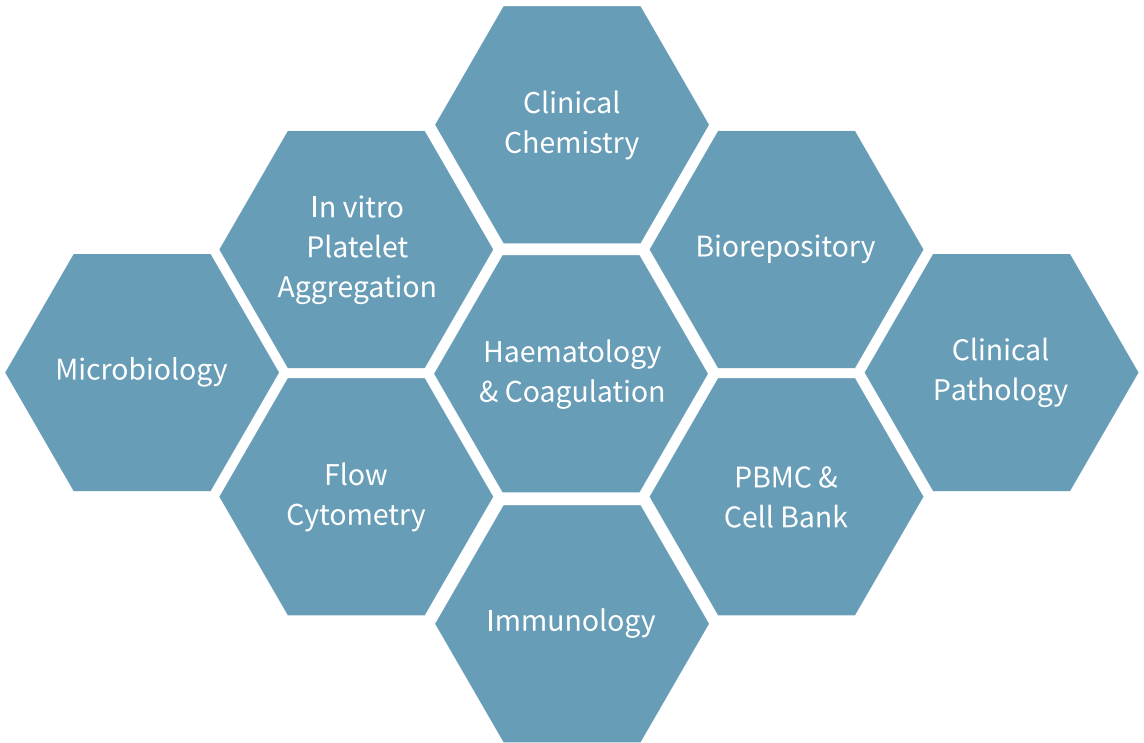 Clinical
Chemistry
In vitro
Platelet
Aggregation
Biorepository
Microbiology
Haematology
& Coagulation
Clinical
Pathology
Flow
Cytometry
PBMC &
Cell Bank
Immunology